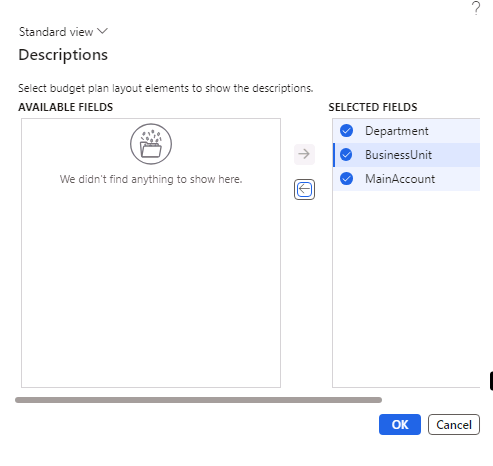 ?
Standard view
Descriptions
Select budget plan layout elements to show the descriptions.
AVAILABLE FIELDS
SELECTED FIELDS
We didn't find anything to show here.
Department
BusinessUnit
MainAccount
OK
Cancel